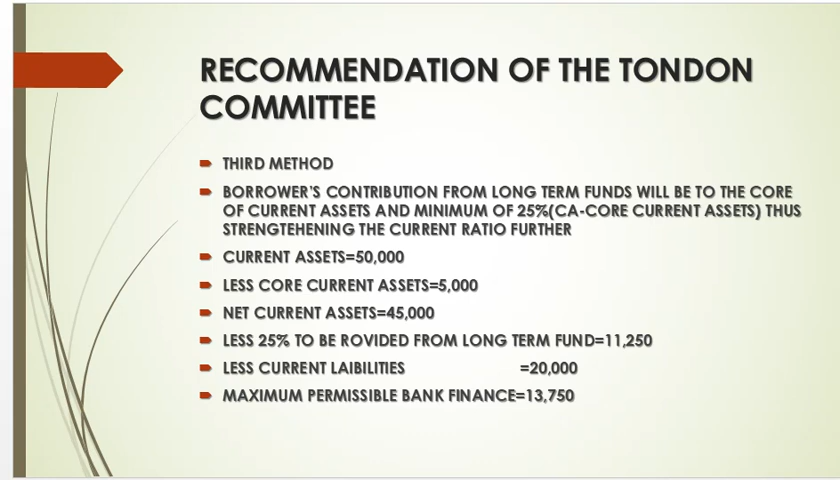 RECOMMENDATION OF THE TONDON
COMMITTEE
THIRD METHOD
BORROWER'S CONTRIBUTION FROM LONG TERM FUNDS WILL BE TO THE CORE
OF CURRENT ASSETS AND MINIMUM OF 25%(CA-CORE CURRENT ASSETS) THUS
STRENGTEHENING THE CURRENT RATIO FURTHER
CURRENT ASSETS=50,000
LESS CORE CURRENT ASSETS=5,000
NET CURRENT ASSETS=45,000
LESS 25% TO BE ROVIDED FROM LONG TERM FUND=11,250
LESS CURRENT LAIBILITIES =20,000
MAXIMUM PERMISSIBLE BANK FINANCE=13,750